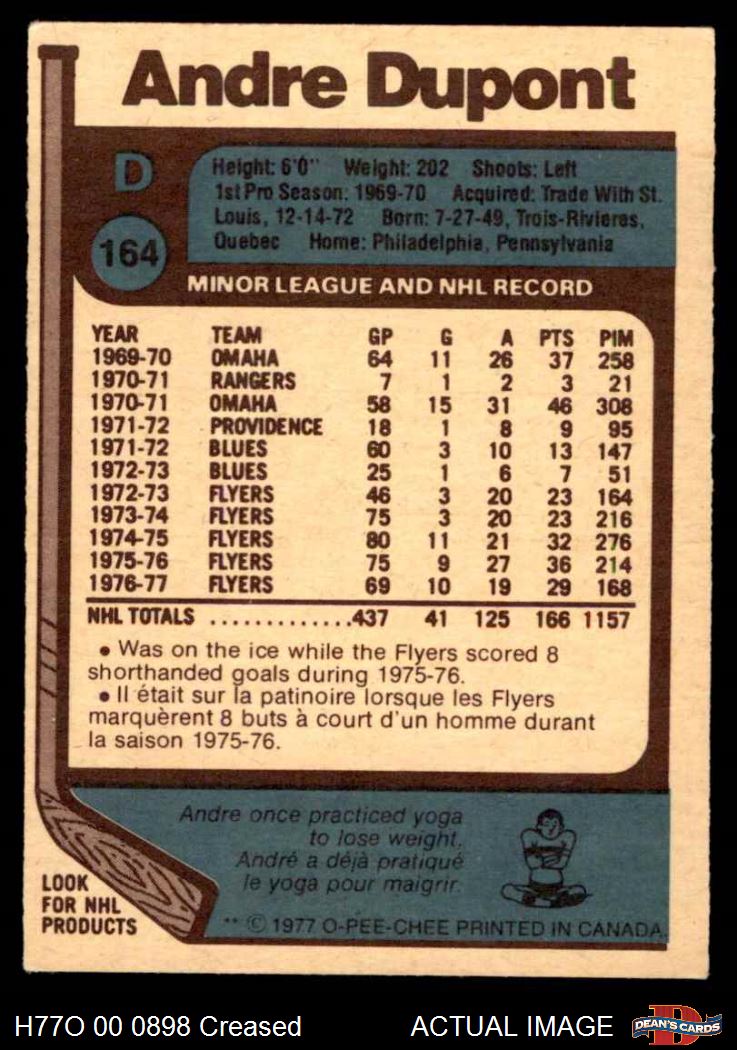 Andre Dupont
D
164
Height: 6'0" Weight: 202 Shoots: Left
1st Pro Season: 1969-70 Acquired: Trade With St.
Louis, 12-14-72 Born: 7-27-49, Trois-Rivieres,
Quebec Home: Philadelphia, Pennsylvania
MINOR LEAGUE AND NHL RECORD
YEAR TEAM GP G A PTS PIM
1969-70 OMAHA 64 11 26 37 258
1970-71 RANGERS 7 1 2 3 21
1970-71 OMAHA 58 15 31 46 308
1971-72 PROVIDENCE 18 1 8 9 95
1971-72 BLUES 60 3 10 13 147
1972-73 BLUES 25 1 6 7 51
1972-73 FLYERS 46 3 20 23 164
1973-74 FLYERS 75 3 20 23 216
1974-75 FLYERS 80 11 21 32 276
1975-76 FLYERS 75 9 27 36 214
1976-77 FLYERS 69 10 19 29 168
NHL TOTALS .............437 41 125 166 1157
• Was on the ice while the Flyers scored 8
shorthanded goals during 1975-76.
• Il était sur la patinoire lorsque les Flyers
marquèrent 8 buts à court d'un homme durant
la saison 1975-76.
Andre once practiced yoga
to lose weight.
André a déjà pratiqué
le yoga pour maigrir.
LOOK
FOR NHL
PRODUCTS
** © 1977 O-PEE-CHEE PRINTED IN CANADA.
H77O 00 0898 Creased ACTUAL IMAGE
DEAN'S CARDS